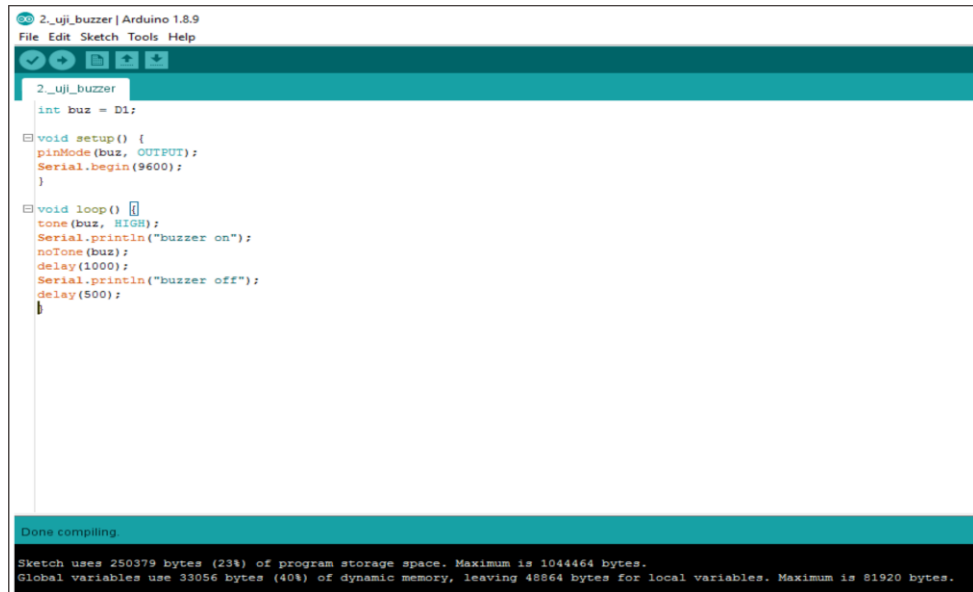 2._uji_buzzer | Arduino 1.8.9
File Edit Sketch Tools Help
2._uji_buzzer
int buz = D1;
void setup() {
pinMode(buz, OUTPUT);
Serial.begin(9600);
}
void loop() {
tone(buz, HIGH);
Serial.println("buzzer on");
noTone(buz);
delay(1000);
Serial.println("buzzer off");
delay(500);
}
Done compiling.
Sketch uses 250379 bytes (23%) of program storage space. Maximum is 1044464 bytes.
Global variables use 33056 bytes (40%) of dynamic memory, leaving 48864 bytes for local variables. Maximum is 81920 bytes.